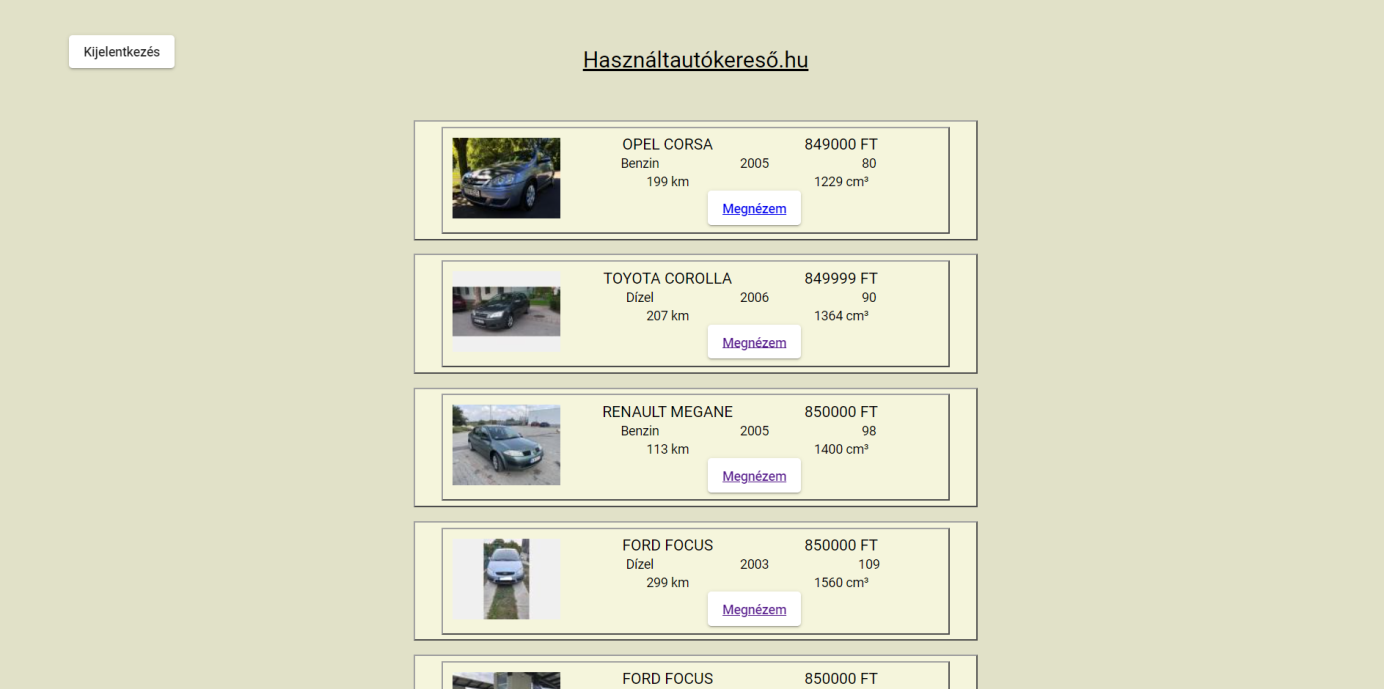 Kijelentkezés
Használtautókereső.hu
OPEL CORSA 849000 FT
Benzin 2005 80
199 km 1229 cm³
Megnézem
TOYOTA COROLLA 849999 FT
Dízel 2006 90
207 km 1364 cm³
Megnézem
RENAULT MEGANE 850000 FT
Benzin 2005 98
113 km 1400 cm³
Megnézem
FORD FOCUS 850000 FT
Dízel 2003 109
299 km 1560 cm³
Megnézem
FORD FOCUS 850000 FT